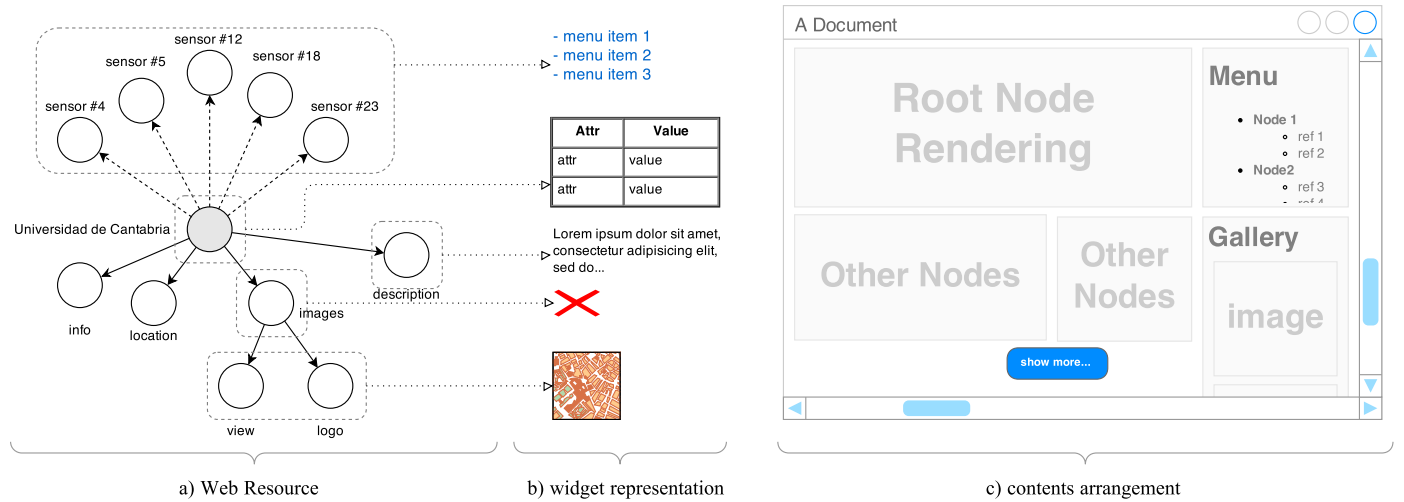 sensor #12
sensor #5
sensor #18
sensor #4
sensor #23
Universidad de Cantabria
description
images
info
location
view
logo
a) Web Resource
- menu item 1
- menu item 2
- menu item 3
Attr Value
attr value
attr value
Lorem ipsum dolor sit amet,
consectetur adipisicing elit,
sed do...
b) widget representation
A Document
Root Node
Rendering
Menu
Node 1
ref 1
ref 2
Node2
ref 3
ref 4
Other Nodes
Other
Nodes
Gallery
image
show more...
c) contents arrangement